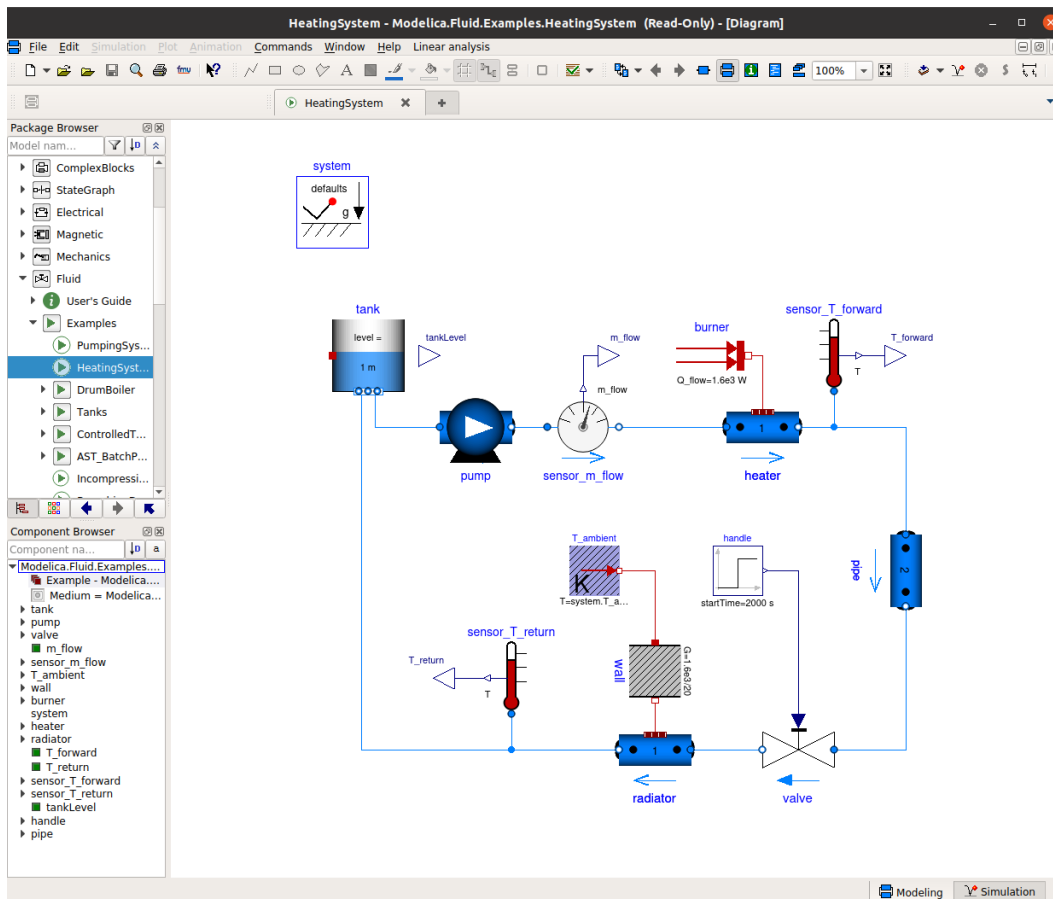 HeatingSystem - Modelica.Fluid.Examples.HeatingSystem (Read-Only) - [Diagram]
File Edit Simulation Plot Animation Commands Window Help Linear analysis
fmu 100%
HeatingSystem
Package Browser
Model nam...
ComplexBlocks
StateGraph
Electrical
Magnetic
Mechanics
Fluid
User's Guide
Examples
PumpingSys...
HeatingSyst...
DrumBoiler
Tanks
ControlledT...
AST_BatchP...
Incompressi...
Component Browser
Component na...
a
Modelica.Fluid.Examples....
Example - Modelica....
Medium = Modelica...
tank
pump
valve
m_flow
sensor_m_flow
T_ambient
wall
burner
system
heater
radiator
T_forward
T_return
sensor_T_forward
sensor_T_return
tankLevel
handle
pipe
system
defaults
g
tank
level =
1 m
tankLevel
m_flow
m_flow
burner
Q_flow=1.6e3 W
sensor_T_forward
T_forward
T
pump
sensor_m_flow
1
heater
T_ambient
K
T=system.T_a...
handle
startTime=2000 s
pipe
2
sensor_T_return
T_return
T
wall
G=1.6e3/20
1
radiator
valve
Modeling
Simulation